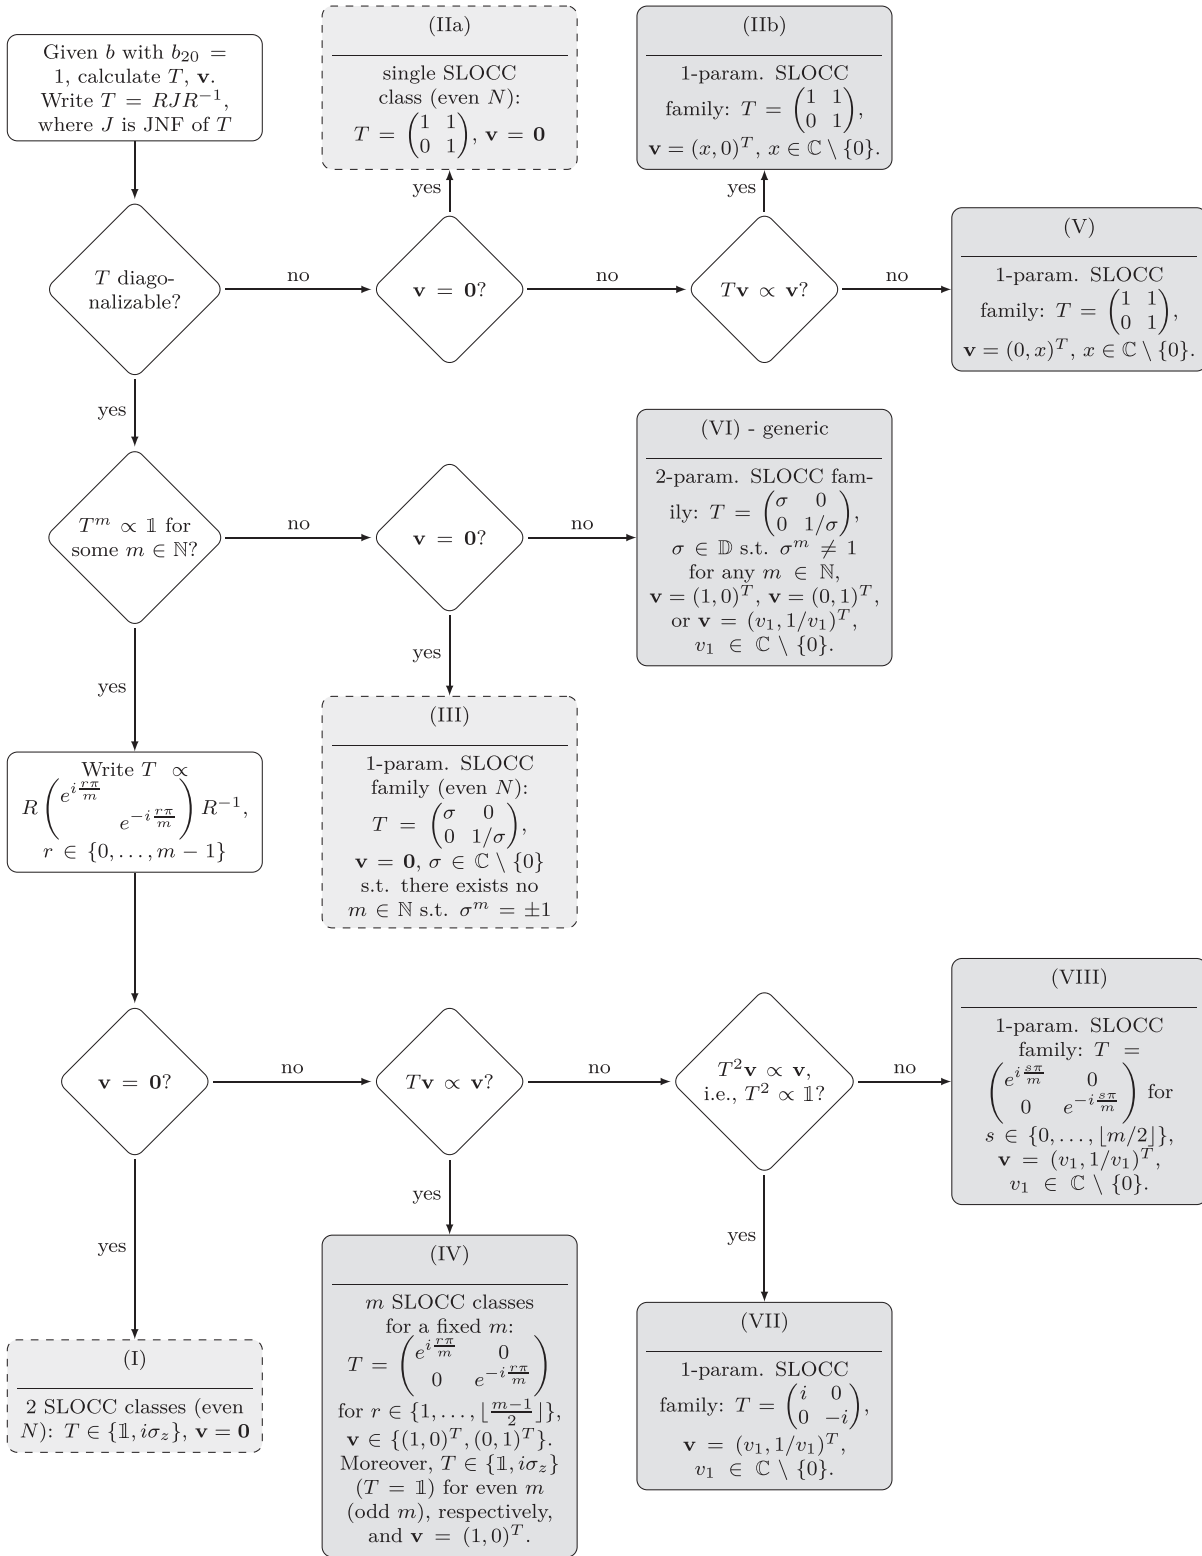 Given b with b₂₀ =
1, calculate T, v.
Write T = RJR⁻¹,
where J is JNF of T
(IIa)
single SLOCC
class (even N):
T = (1 1; 0 1), v = 0
(IIb)
1-param. SLOCC
family: T = (1 1; 0 1),
v = (x, 0)ᵀ, x ∈ ℂ \ {0}.
yes
yes
T diago-
nalizable?
no
v = 0?
no
Tv ∝ v?
no
(V)
1-param. SLOCC
family: T = (1 1; 0 1),
v = (0, x)ᵀ, x ∈ ℂ \ {0}.
yes
Tᵐ ∝ 𝟙 for
some m ∈ ℕ?
no
v = 0?
no
(VI) - generic
2-param. SLOCC fam-
ily: T = (σ 0; 0 1/σ),
σ ∈ 𝔻 s.t. σᵐ ≠ 1
for any m ∈ ℕ,
v = (1, 0)ᵀ, v = (0, 1)ᵀ,
or v = (v₁, 1/v₁)ᵀ,
v₁ ∈ ℂ \ {0}.
yes
yes
(III)
1-param. SLOCC
family (even N):
T = (σ 0; 0 1/σ),
v = 0, σ ∈ ℂ \ {0}
s.t. there exists no
m ∈ ℕ s.t. σᵐ = ±1
Write T ∝
R (e^{i rπ/m} ; e^{-i rπ/m}) R⁻¹,
r ∈ {0, . . . , m − 1}
v = 0?
no
Tv ∝ v?
no
T²v ∝ v,
i.e., T² ∝ 𝟙?
no
(VIII)
1-param. SLOCC
family: T =
(e^{i sπ/m} 0; 0 e^{-i sπ/m}) for
s ∈ {0, . . . , ⌊m/2⌋},
v = (v₁, 1/v₁)ᵀ,
v₁ ∈ ℂ \ {0}.
yes
yes
yes
(I)
2 SLOCC classes (even
N): T ∈ {𝟙, iσ_z}, v = 0
(IV)
m SLOCC classes
for a fixed m:
T = (e^{i rπ/m} 0; 0 e^{-i rπ/m})
for r ∈ {1, . . . , ⌊(m−1)/2⌋},
v ∈ {(1, 0)ᵀ, (0, 1)ᵀ}.
Moreover, T ∈ {𝟙, iσ_z}
(T = 𝟙) for even m
(odd m), respectively,
and v = (1, 0)ᵀ.
(VII)
1-param. SLOCC
family: T = (i 0; 0 −i),
v = (v₁, 1/v₁)ᵀ,
v₁ ∈ ℂ \ {0}.